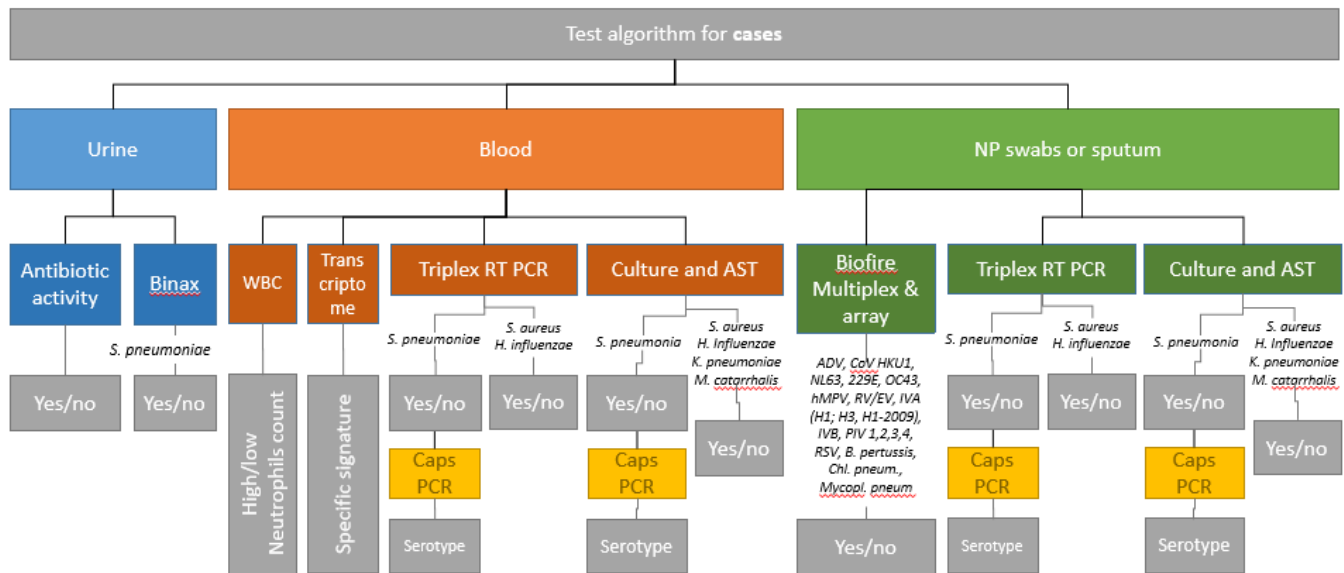 Test algorithm for cases
Urine
Blood
NP swabs or sputum
Antibiotic
activity
Binax
WBC
Trans
cripto
me
Triplex RT PCR
Culture and AST
Biofire
Multiplex &
array
Triplex RT PCR
Culture and AST
S. pneumoniae
S. pneumoniae
S. aureus
H. influenzae
S. pneumonia
S. aureus
H. Influenzae
K. pneumoniae
M. catarrhalis
ADV, CoV HKU1,
NL63, 229E, OC43,
hMPV, RV/EV, IVA
(H1; H3, H1-2009),
IVB, PIV 1,2,3,4,
RSV, B. pertussis,
Chl. pneum.,
Mycopl. pneum
S. pneumoniae
S. aureus
H. influenzae
S. pneumonia
S. aureus
H. Influenzae
K. pneumoniae
M. catarrhalis
Yes/no
Yes/no
High/low
Neutrophils count
Specific signature
Yes/no
Yes/no
Yes/no
Yes/no
Yes/no
Yes/no
Yes/no
Yes/no
Yes/no
Caps
PCR
Caps
PCR
Caps
PCR
Caps
PCR
Serotype
Serotype
Serotype
Serotype